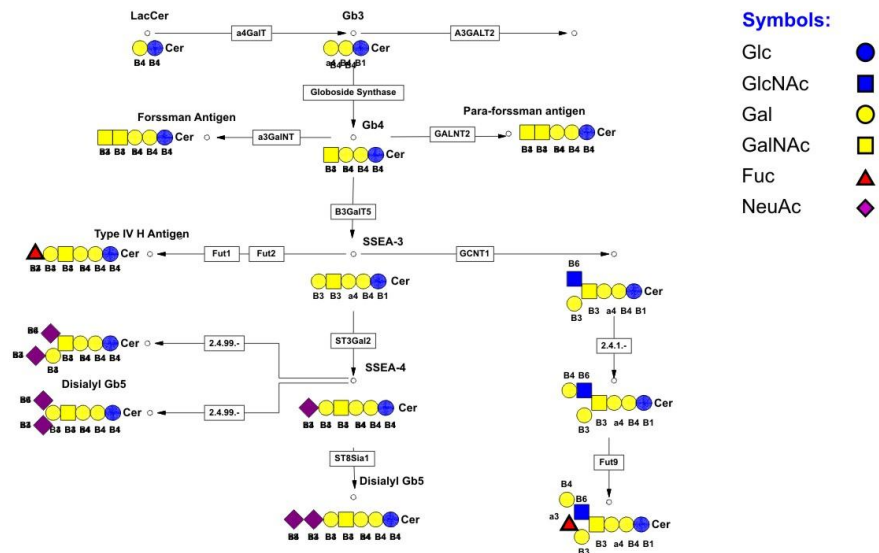 LacCer
Gb3
Symbols:
a4GalT
A3GALT2
Cer
Cer
B4 B4
B4 B1
Glc
GlcNAc
Globoside Synthase
Gal
Forssman Antigen
Para-forssman antigen
Gb4
a3GalNT
GALNT2
Cer
Cer
B4 B4
B4 B4
GalNAc
Cer
B4 B4
Fuc
B3GalT5
NeuAc
Type IV H Antigen
SSEA-3
Cer
Fut1
Fut2
GCNT1
B4 B4
B6
Cer
B3 B3 a4 B4 B1
Cer
B3
B3 a4 B4 B1
ST3Gal2
2.4.99.-
2.4.1.-
Cer
B4 B4
SSEA-4
Disialyl Gb5
B4 B6
Cer
2.4.99.-
Cer
Cer
B4 B4
B4 B4
B3
B3 a4 B4 B1
ST8Sia1
Fut9
Disialyl Gb5
B4
B6
a3
Cer
Cer
B4 B4
B3
B3 a4 B4 B1